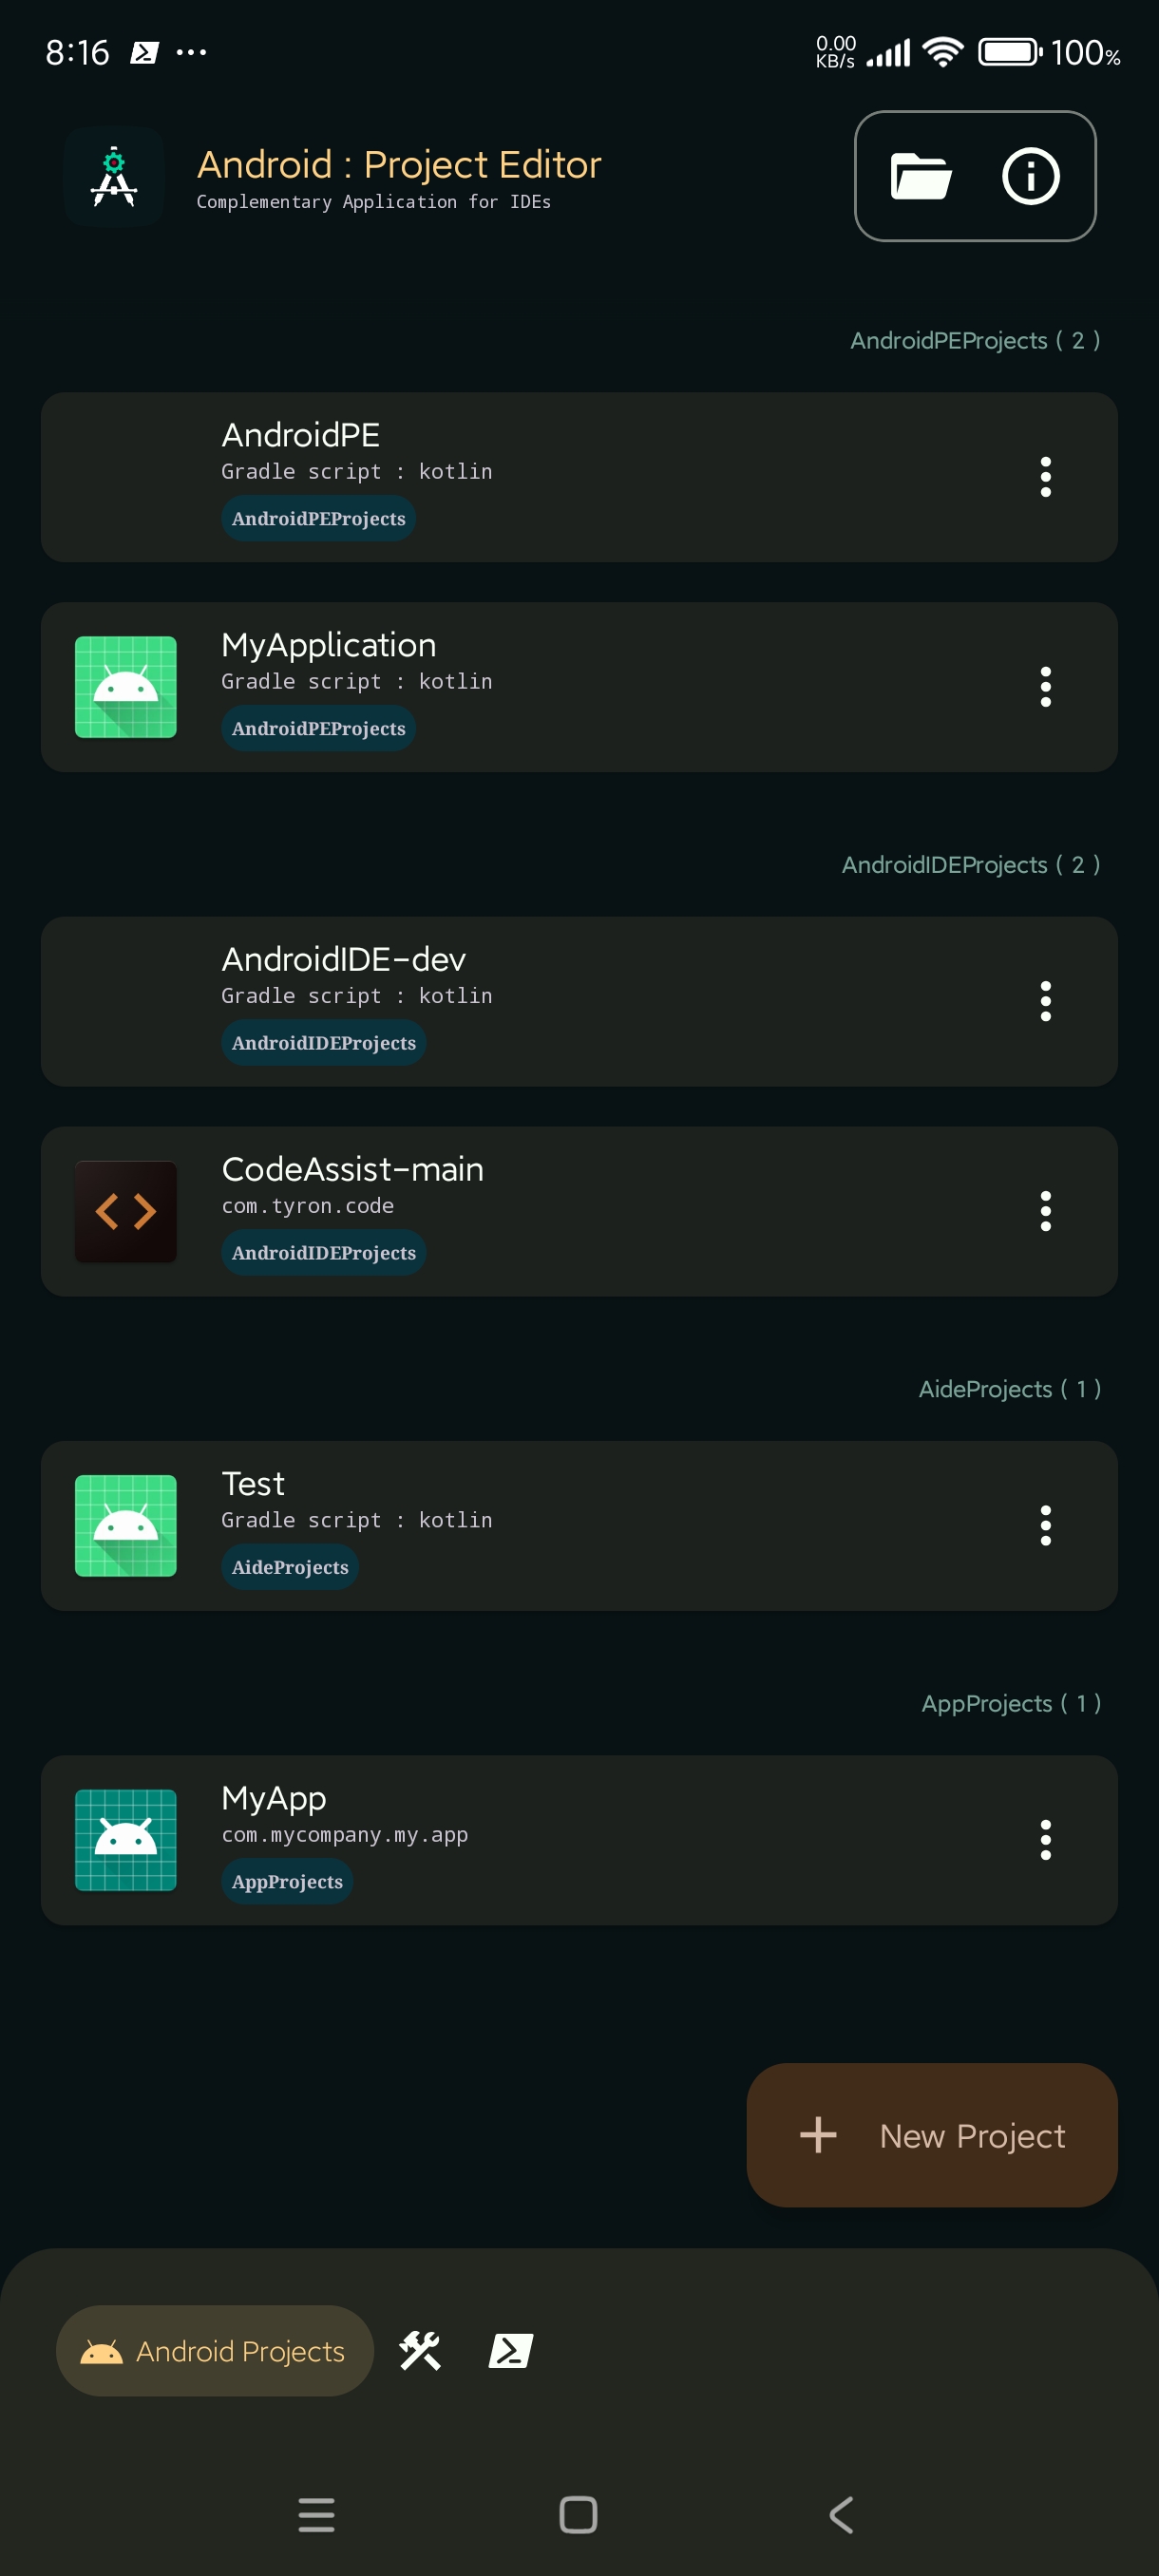 8:16
0.00
KB/s
100%
Android : Project Editor
Complementary Application for IDEs
AndroidPEProjects ( 2 )
AndroidPE
Gradle script : kotlin
AndroidPEProjects
MyApplication
Gradle script : kotlin
AndroidPEProjects
AndroidIDEProjects ( 2 )
AndroidIDE-dev
Gradle script : kotlin
AndroidIDEProjects
CodeAssist-main
com.tyron.code
AndroidIDEProjects
AideProjects ( 1 )
Test
Gradle script : kotlin
AideProjects
AppProjects ( 1 )
MyApp
com.mycompany.my.app
AppProjects
New Project
Android Projects